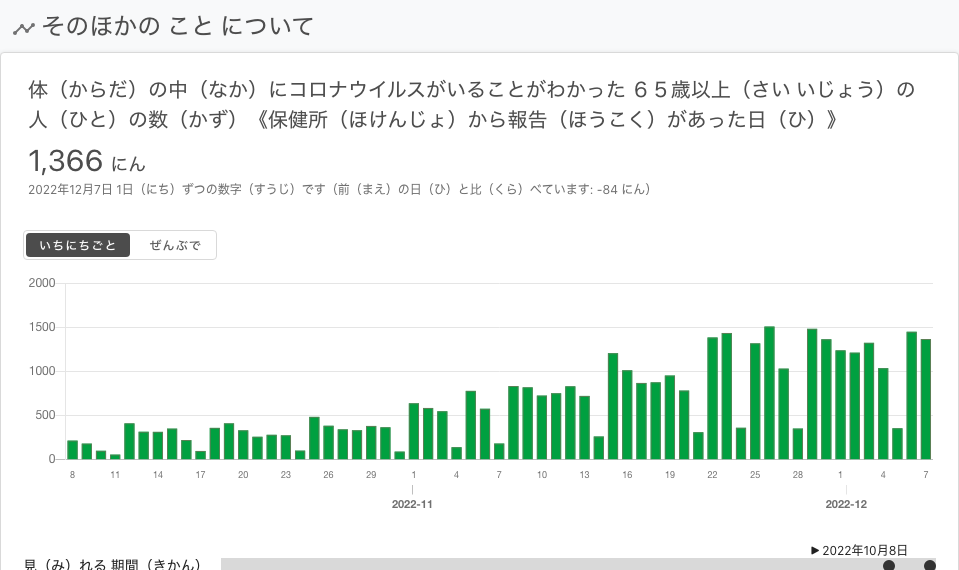 そのほかの こと について
体（からだ）の中（なか）にコロナウイルスがいることがわかった ６５歳以上（さい いじょう）の
人（ひと）の数（かず）《保健所（ほけんじょ）から報告（ほうこく）があった日（ひ）》
1,366 にん
2022年12月7日 1日（にち）ずつの数字（すうじ）です（前（まえ）の日（ひ）と比（くら）べています: -84 にん）
いちにちごと ぜんぶで
2000
1500
1000
500
0
8 11 14 17 20 23 26 29 1 4 7 10 13 16 19 22 25 28 1 4 7
2022-11 2022-12
▶2022年10月8日
見（み）れる 期間（きかん）